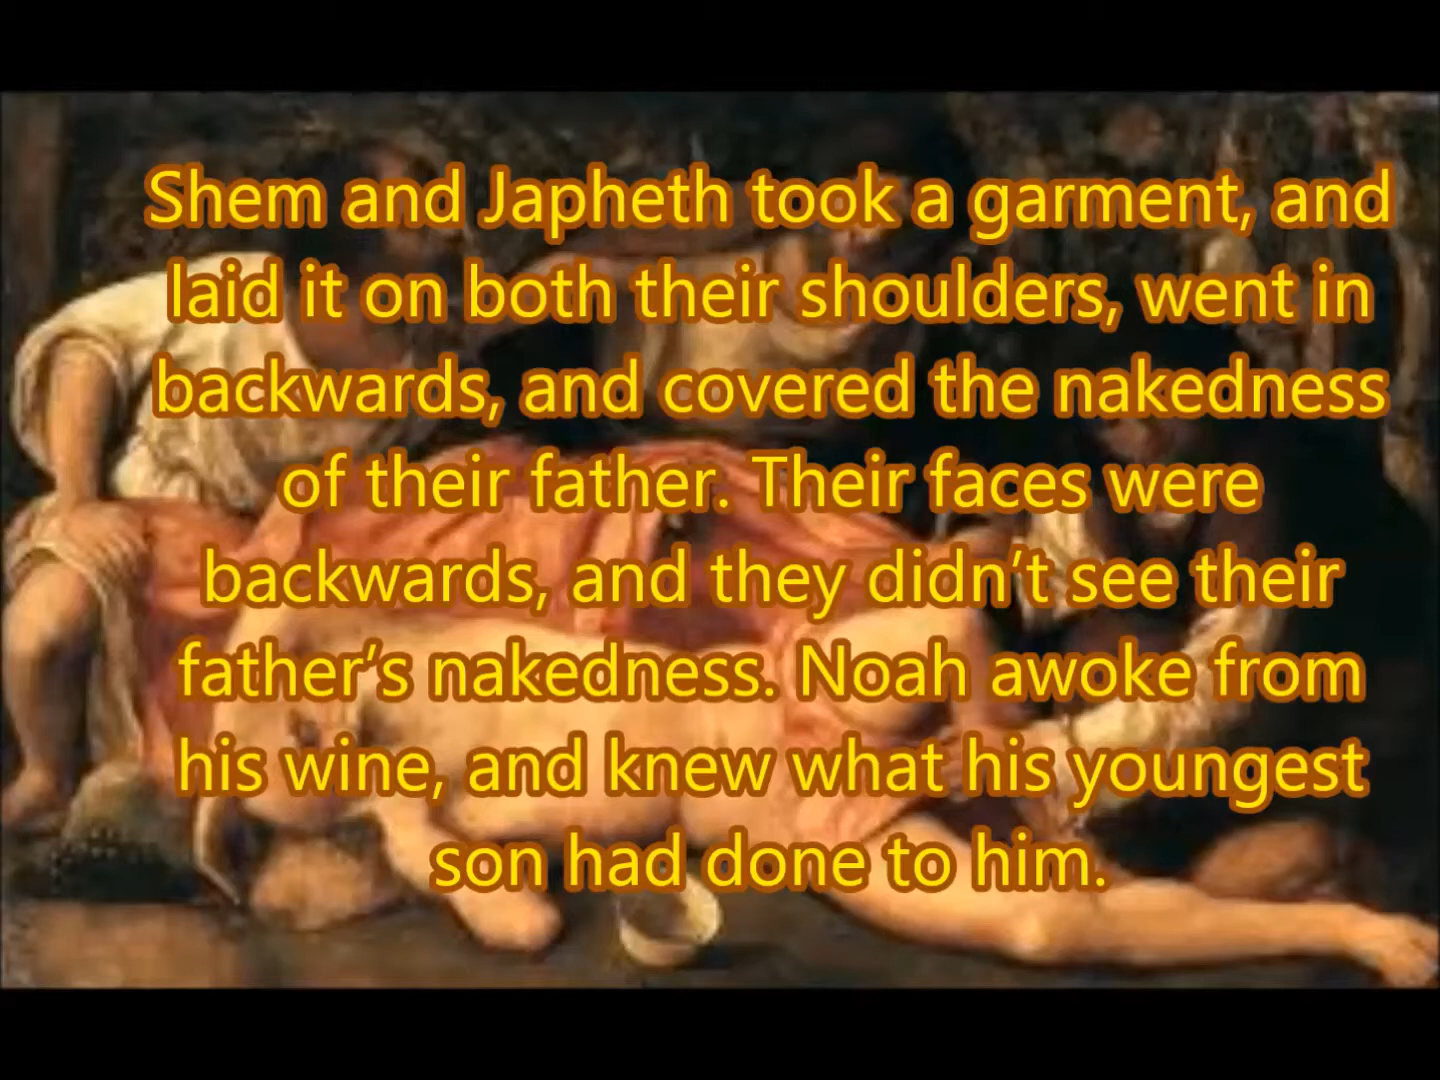 Shem and Japheth took a garment, and
laid it on both their shoulders, went in
backwards, and covered the nakedness
of their father. Their faces were
backwards, and they didn’t see their
father’s nakedness. Noah awoke from
his wine, and knew what his youngest
son had done to him.